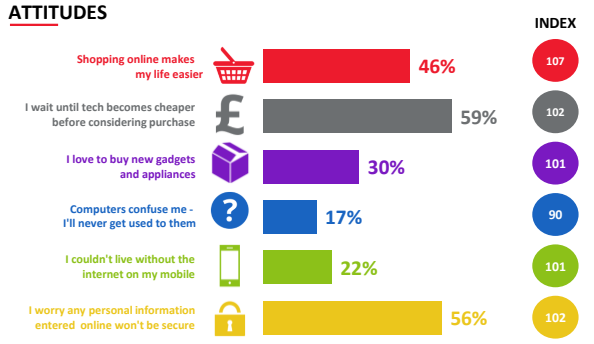 ATTITUDES
INDEX
Shopping online makes
my life easier
46%
107
I wait until tech becomes cheaper
before considering purchase
£
59%
102
I love to buy new gadgets
and appliances
30%
101
Computers confuse me -
I'll never get used to them
?
17%
90
I couldn't live without the
internet on my mobile
22%
101
I worry any personal information
entered online won't be secure
56%
102